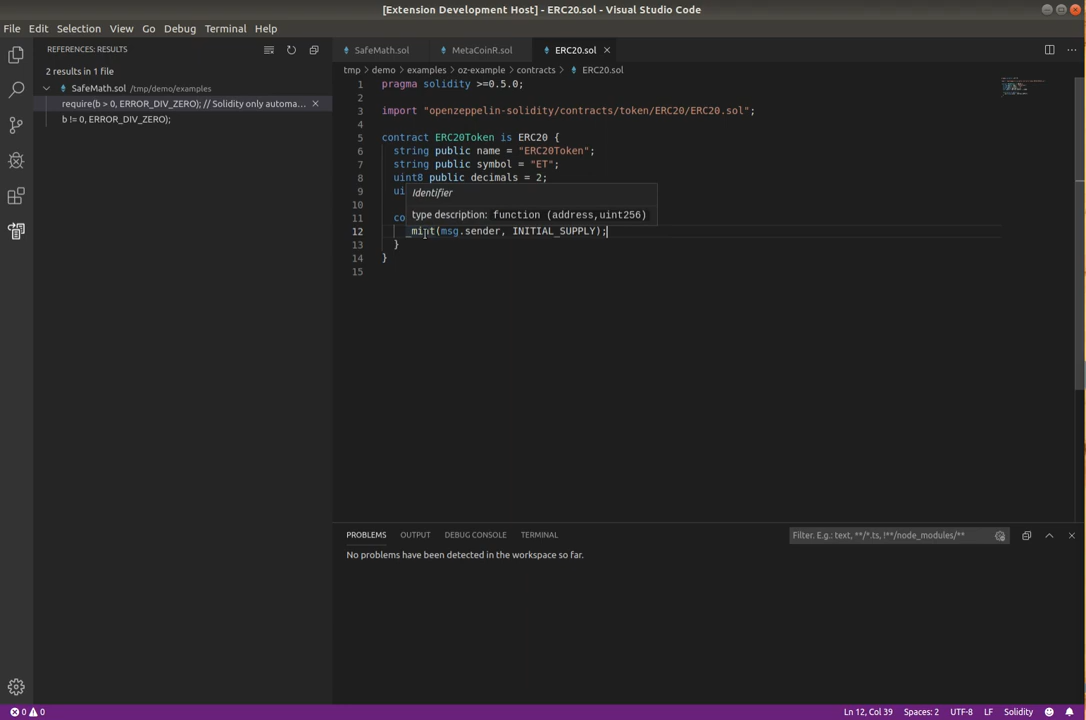 [Extension Development Host] - ERC20.sol - Visual Studio Code
File Edit Selection View Go Debug Terminal Help
REFERENCES: RESULTS
2 results in 1 file
SafeMath.sol /tmp/demo/examples
require(b > 0, ERROR_DIV_ZERO); // Solidity only automa...
b != 0, ERROR_DIV_ZERO);
SafeMath.sol MetaCoinR.sol ERC20.sol
tmp > demo > examples > oz-example > contracts > ERC20.sol
1 pragma solidity >=0.5.0;
2
3 import "openzeppelin-solidity/contracts/token/ERC20/ERC20.sol";
4
5 contract ERC20Token is ERC20 {
6 string public name = "ERC20Token";
7 string public symbol = "ET";
8 uint8 public decimals = 2;
9 ui
Identifier
10
type description: function (address,uint256)
11 co
12 _mint(msg.sender, INITIAL_SUPPLY);
13 }
14 }
15
PROBLEMS OUTPUT DEBUG CONSOLE TERMINAL
Filter. E.g.: text, **/*.ts, !**/node_modules/**
No problems have been detected in the workspace so far.
0 0
Ln 12, Col 39 Spaces: 2 UTF-8 LF Solidity